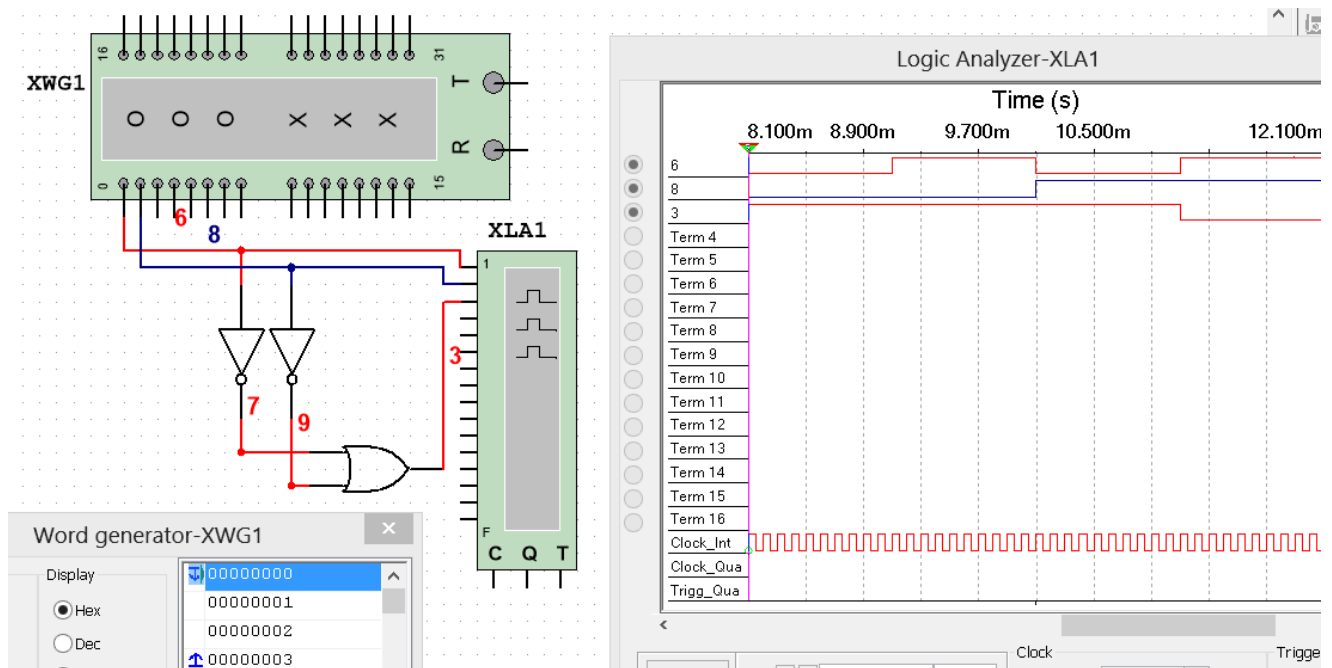 16
31
XWG1
O O O X X X
T
R
0
15
6
8
XLA1
1
3
7
9
F
C Q T
Word generator-XWG1
Display
Hex
Dec
00000000
00000001
00000002
00000003
Logic Analyzer-XLA1
Time (s)
8.100m 8.900m 9.700m 10.500m 12.100m
6
8
3
Term 4
Term 5
Term 6
Term 7
Term 8
Term 9
Term 10
Term 11
Term 12
Term 13
Term 14
Term 15
Term 16
Clock_Int
Clock_Qua
Trigg_Qua
Clock
Trigge